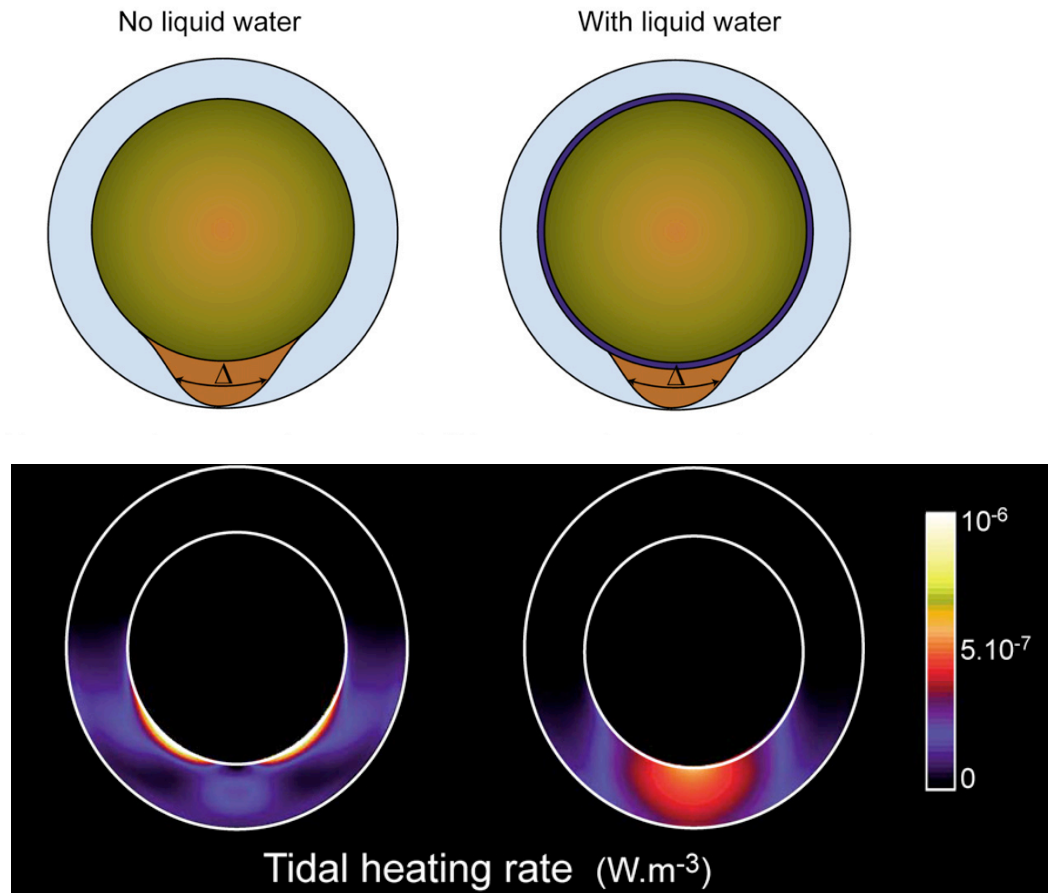 No liquid water
With liquid water
Δ
Δ
10⁻⁶
5.10⁻⁷
0
Tidal heating rate (W.m⁻³)